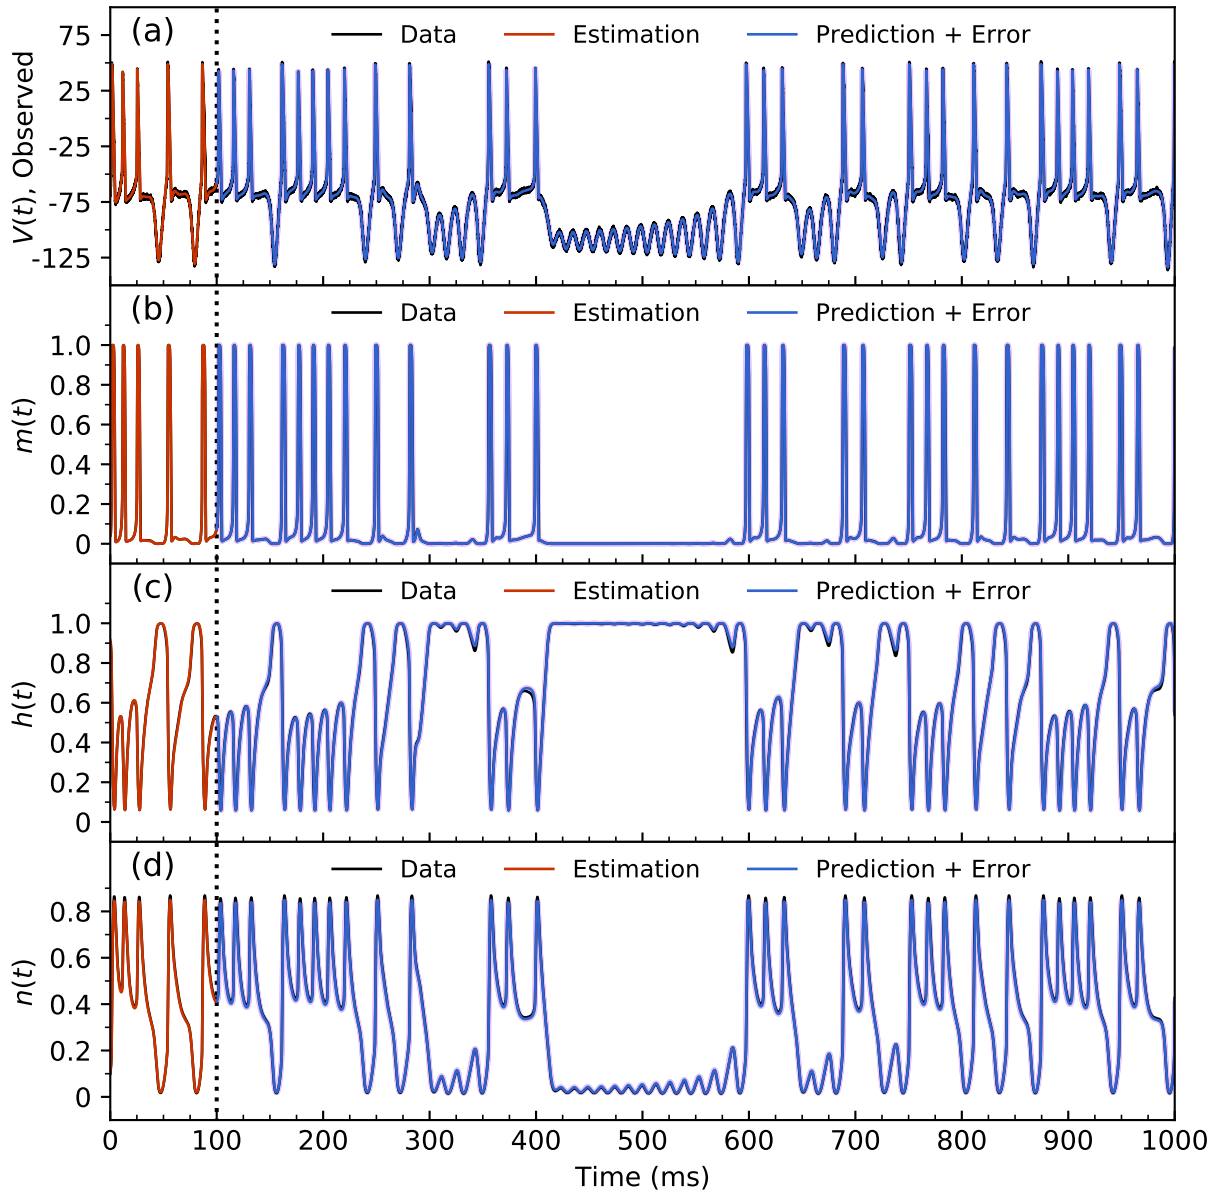 (a) Data Estimation Prediction + Error
75
25
-25
-75
-125
V(t), Observed
(b) Data Estimation Prediction + Error
1.0
0.8
0.6
0.4
0.2
0
m(t)
(c) Data Estimation Prediction + Error
1.0
0.8
0.6
0.4
0.2
0
h(t)
(d) Data Estimation Prediction + Error
0.8
0.6
0.4
0.2
0
n(t)
0 100 200 300 400 500 600 700 800 900 1000
Time (ms)